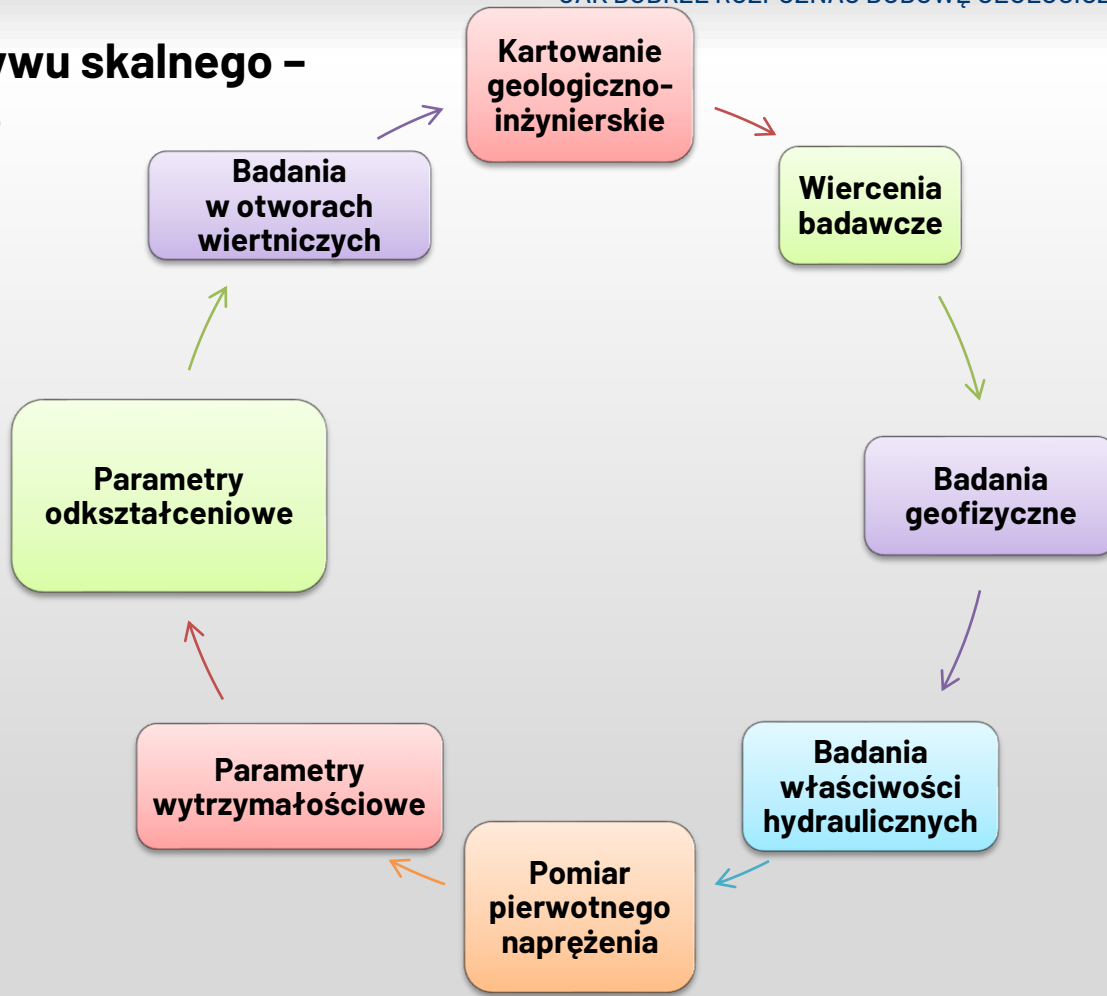 skalnego –
Kartowanie
geologiczno-
inżynierskie
Wiercenia
badawcze
Badania
geofizyczne
Badania
właściwości
hydraulicznych
Pomiar
pierwotnego
naprężenia
Parametry
wytrzymałościowe
Parametry
odkształceniowe
Badania
w otworach
wiertniczych